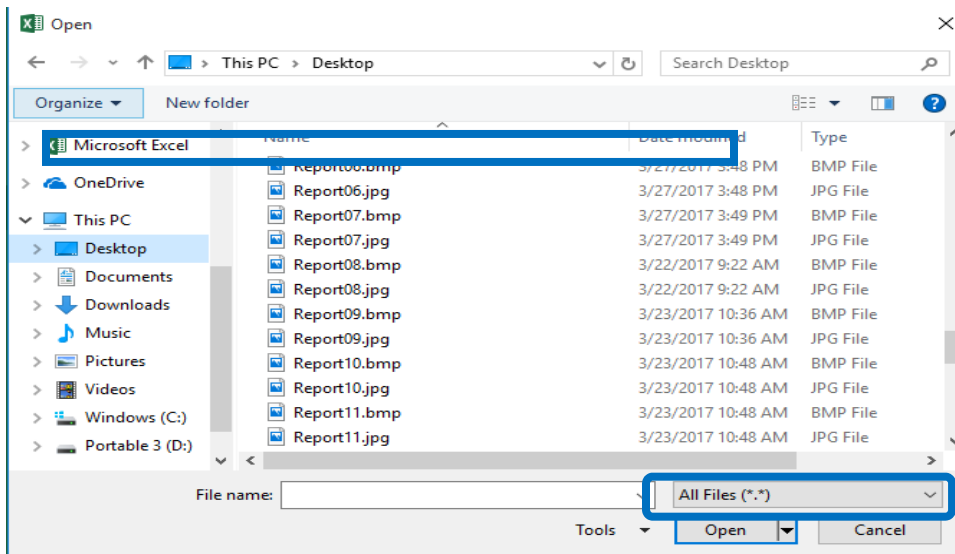 Open
This PC > Desktop
Search Desktop
Organize
New folder
Name Date modified Type
Microsoft Excel
OneDrive
This PC
Desktop
Documents
Downloads
Music
Pictures
Videos
Windows (C:)
Portable 3 (D:)
Report06.bmp 3/27/2017 3:48 PM BMP File
Report06.jpg 3/27/2017 3:48 PM JPG File
Report07.bmp 3/27/2017 3:49 PM BMP File
Report07.jpg 3/27/2017 3:49 PM JPG File
Report08.bmp 3/22/2017 9:22 AM BMP File
Report08.jpg 3/22/2017 9:22 AM JPG File
Report09.bmp 3/23/2017 10:36 AM BMP File
Report09.jpg 3/23/2017 10:36 AM JPG File
Report10.bmp 3/23/2017 10:48 AM BMP File
Report10.jpg 3/23/2017 10:48 AM JPG File
Report11.bmp 3/23/2017 10:48 AM BMP File
Report11.jpg 3/23/2017 10:48 AM JPG File
File name:
All Files (*.*)
Tools
Open
Cancel